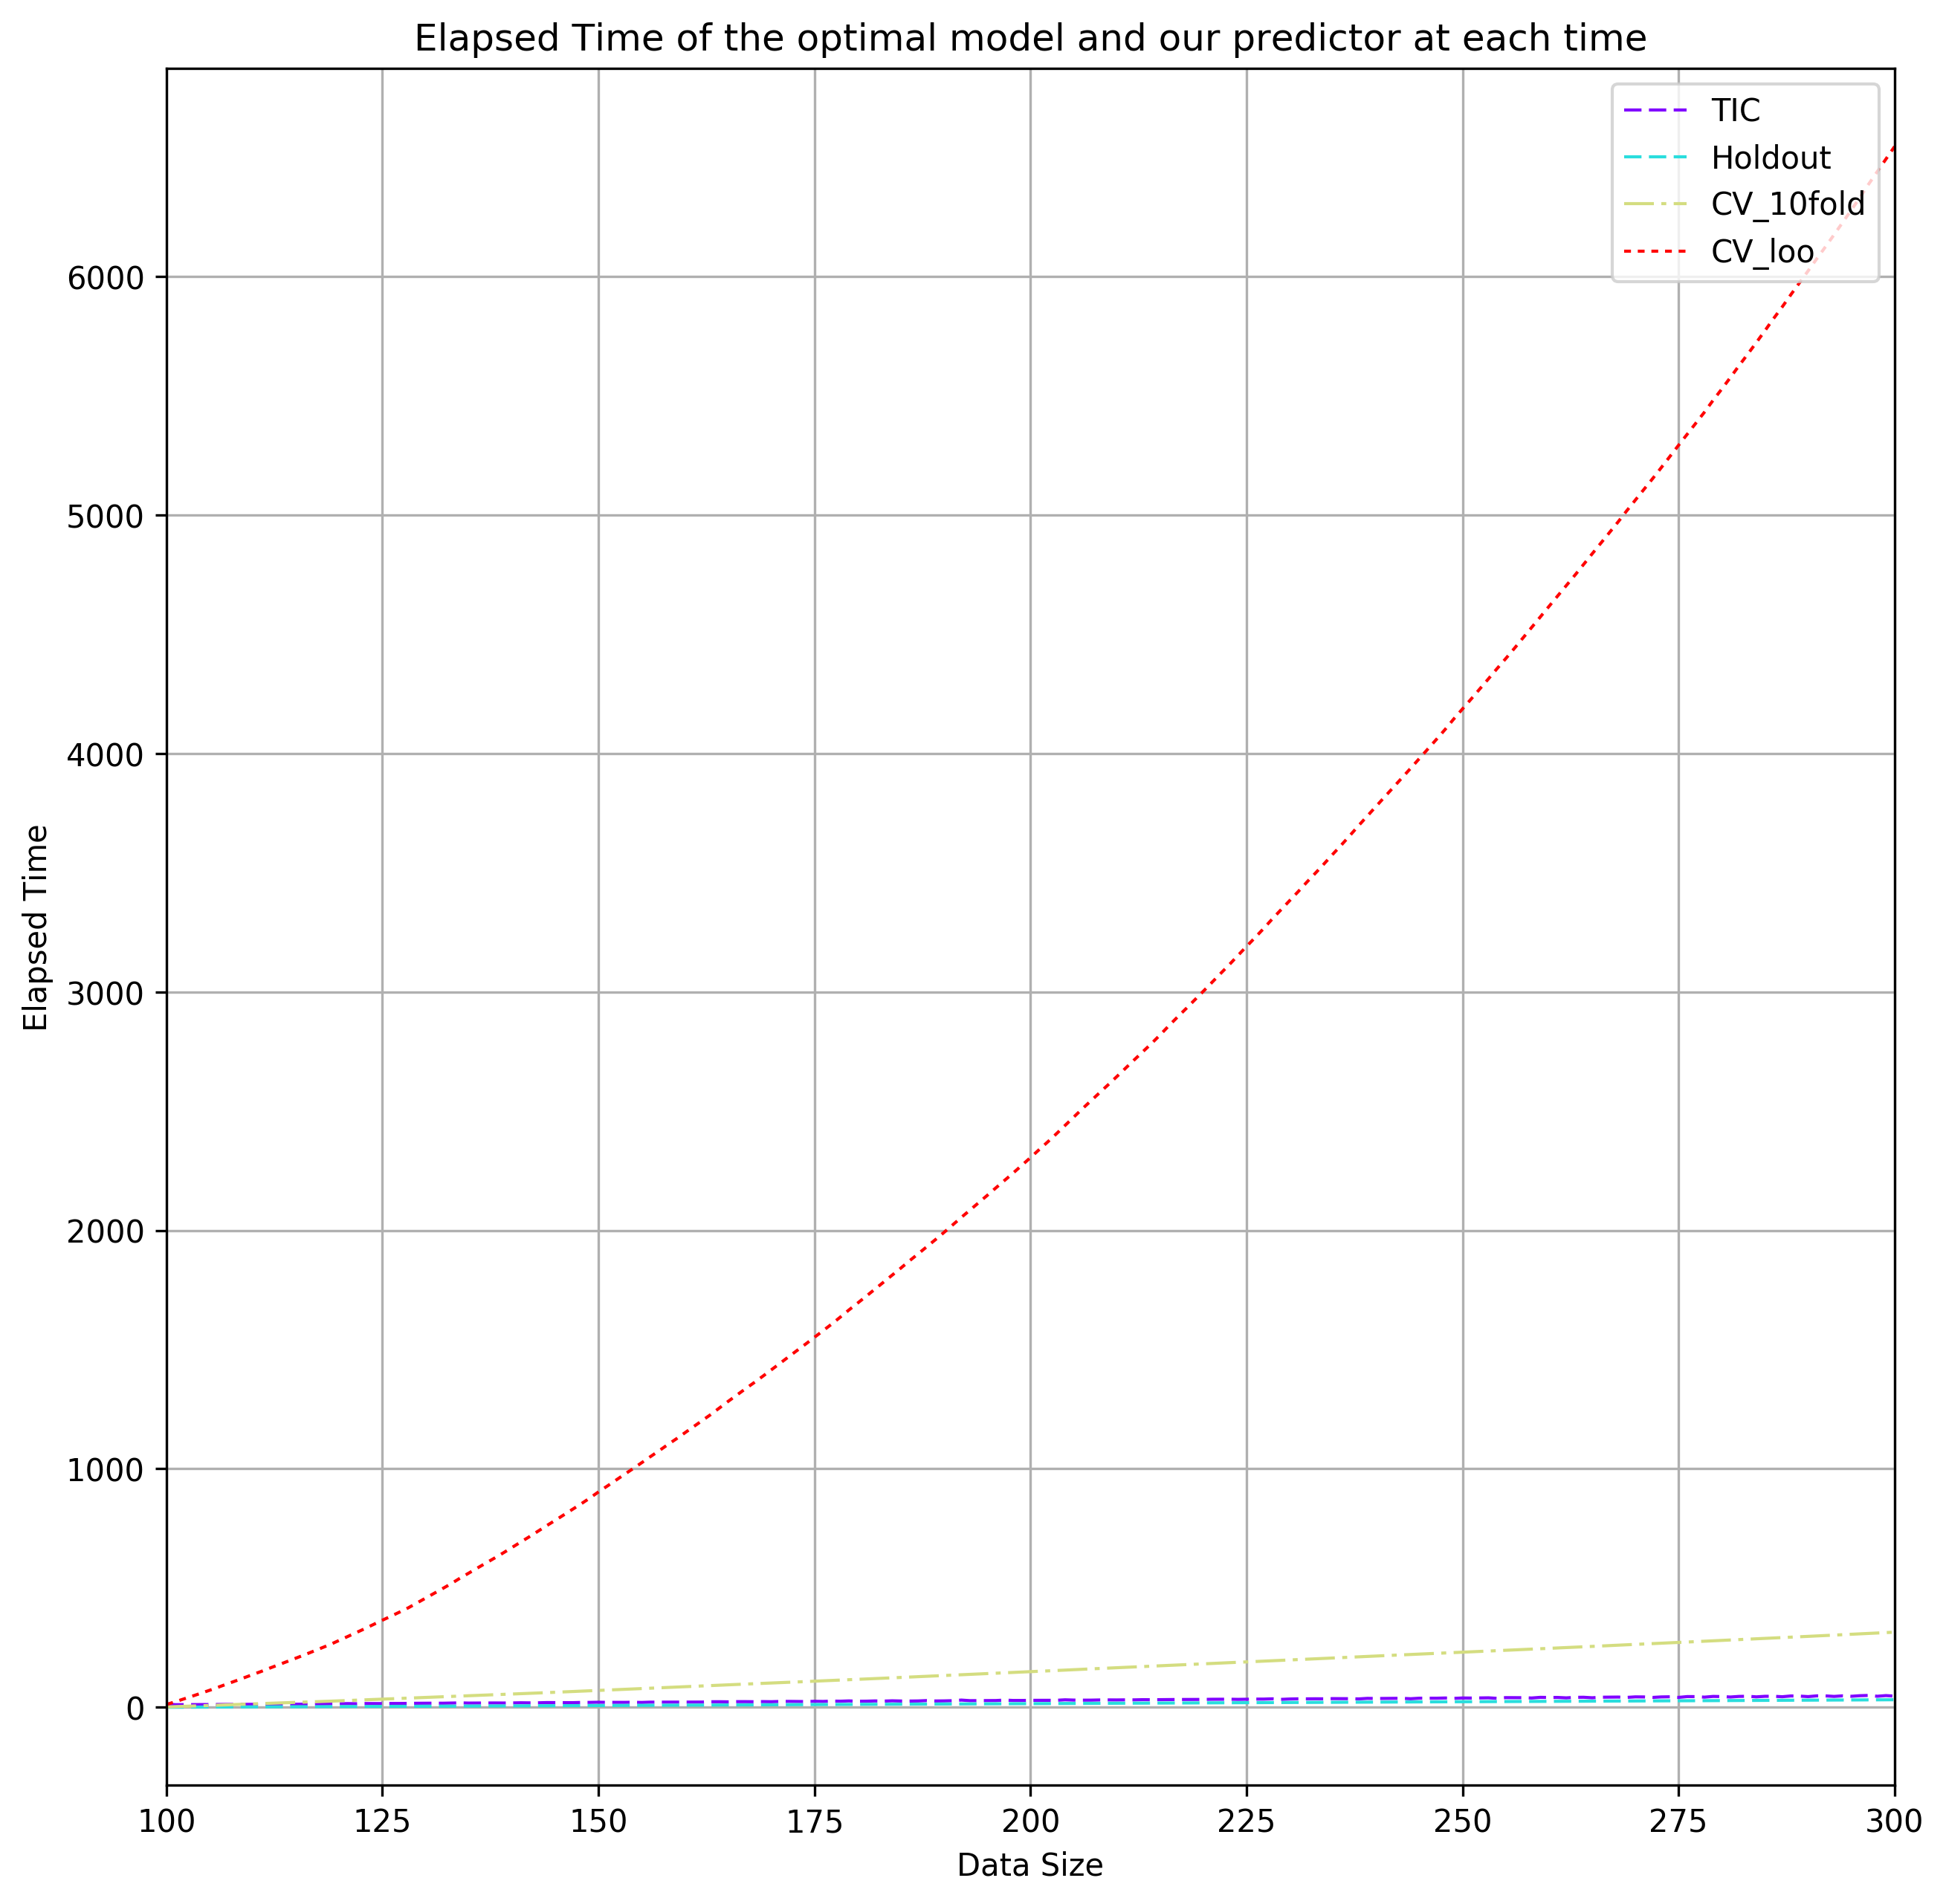 Elapsed Time of the optimal model and our predictor at each time
TIC
Holdout
CV_10fold
CV_loo
6000
5000
4000
3000
2000
1000
0
Elapsed Time
100 125 150 175 200 225 250 275 300
Data Size